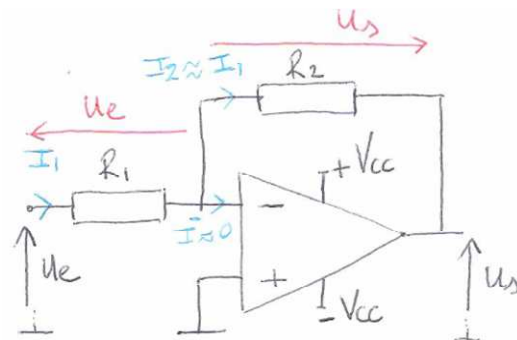 Us
I2 ≈ I1
R2
Ue
I1
R1
+Vcc
-
I⁻≈0
Ue
+
-Vcc
Us